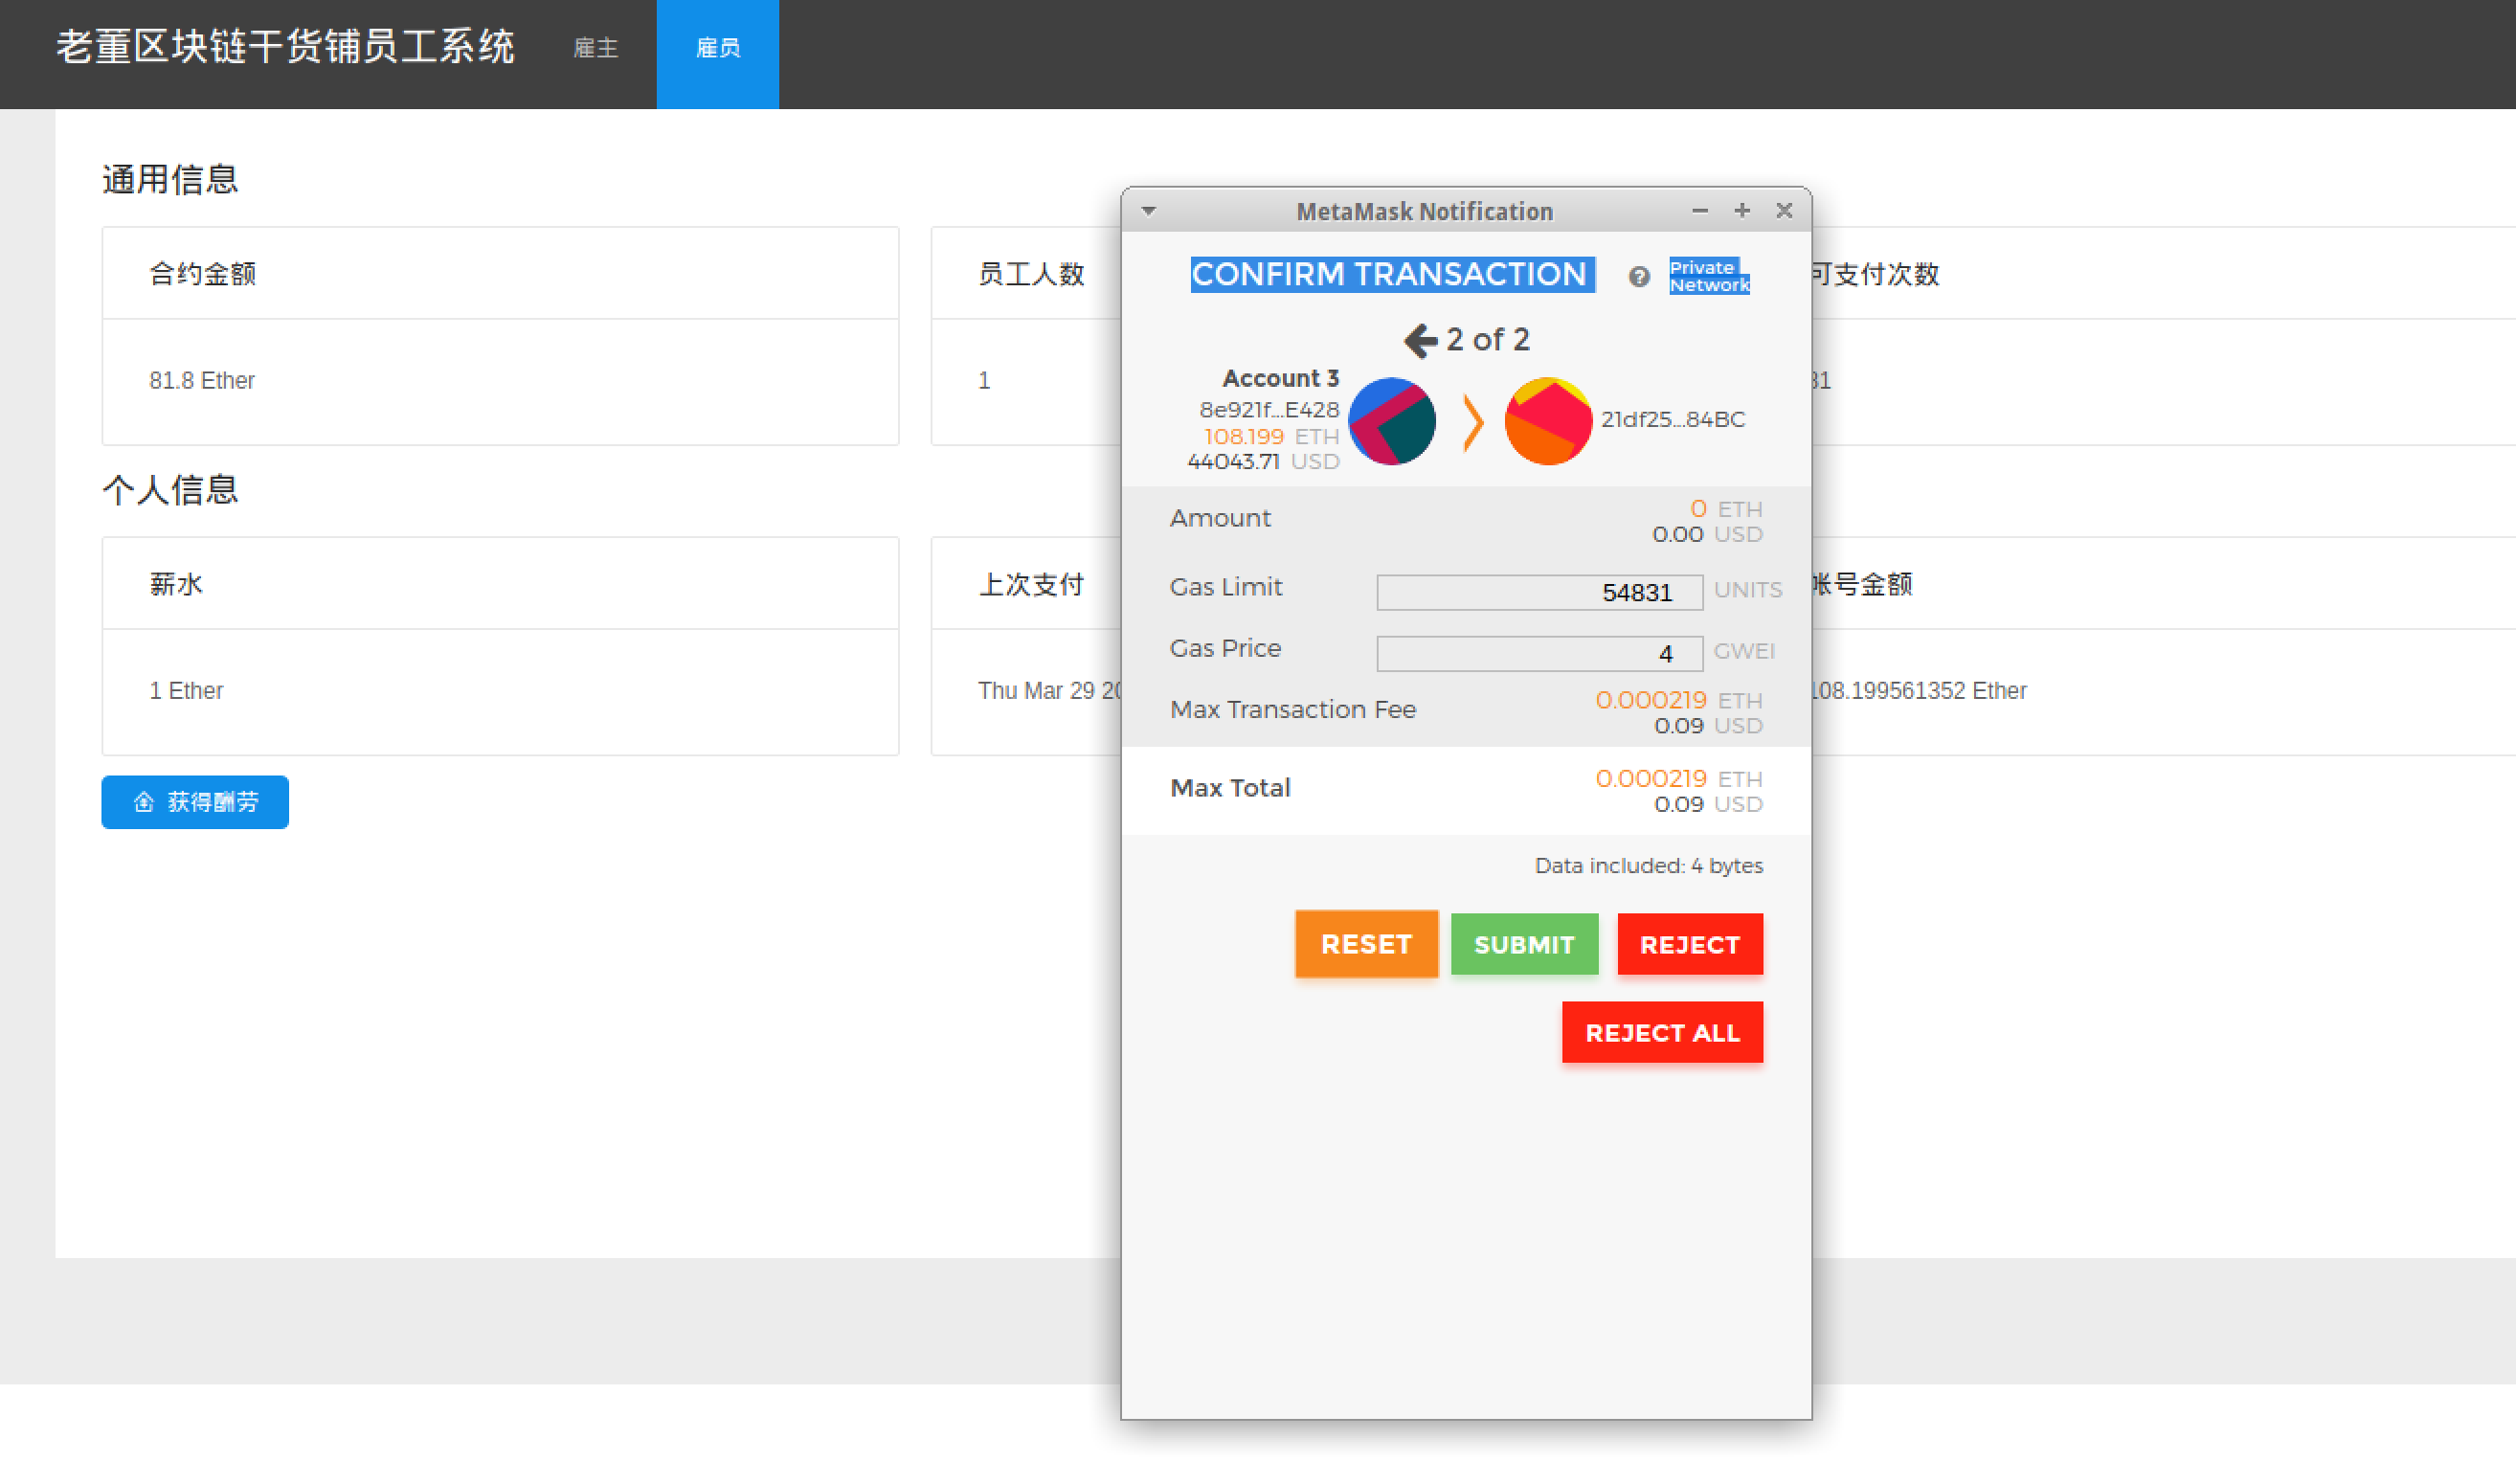 老董区块链干货铺员工系统 雇主 雇员
通用信息
合约金额
81.8 Ether
员工人数
1
可支付次数
81
个人信息
薪水
1 Ether
上次支付
Thu Mar 29
帐号金额
108.199561352 Ether
获得酬劳
MetaMask Notification
CONFIRM TRANSACTION
Private
Network
2 of 2
Account 3
8e921f...E428
108.199 ETH
44043.71 USD
21df25...84BC
Amount
0 ETH
0.00 USD
Gas Limit 54831 UNITS
Gas Price 4 GWEI
Max Transaction Fee
0.000219 ETH
0.09 USD
Max Total
0.000219 ETH
0.09 USD
Data included: 4 bytes
RESET SUBMIT REJECT
REJECT ALL